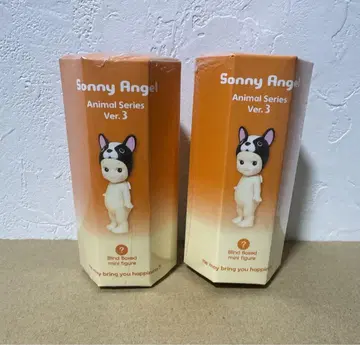 Sonny Angel
Animal Series
Ver. 3
?
Blind Boxed
mini figure
may bring you happiness
Sonny Angel
Animal Series
Ver. 3
?
Blind Boxed
mini figure
He may bring you happiness